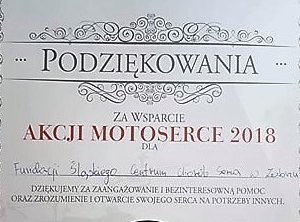 PODZIĘKOWANIA
ZA WSPARCIE
AKCJI MOTOSERCE 2018
DLA
Fundacji Śląskiego Centrum Chorób Serca w Zabrzu
DZIĘKUJEMY ZA ZAANGAŻOWANIE I BEZINTERESOWNĄ POMOC
ORAZ ZROZUMIENIE I OTWARCIE SWOJEGO SERCA NA POTRZEBY INNYCH.